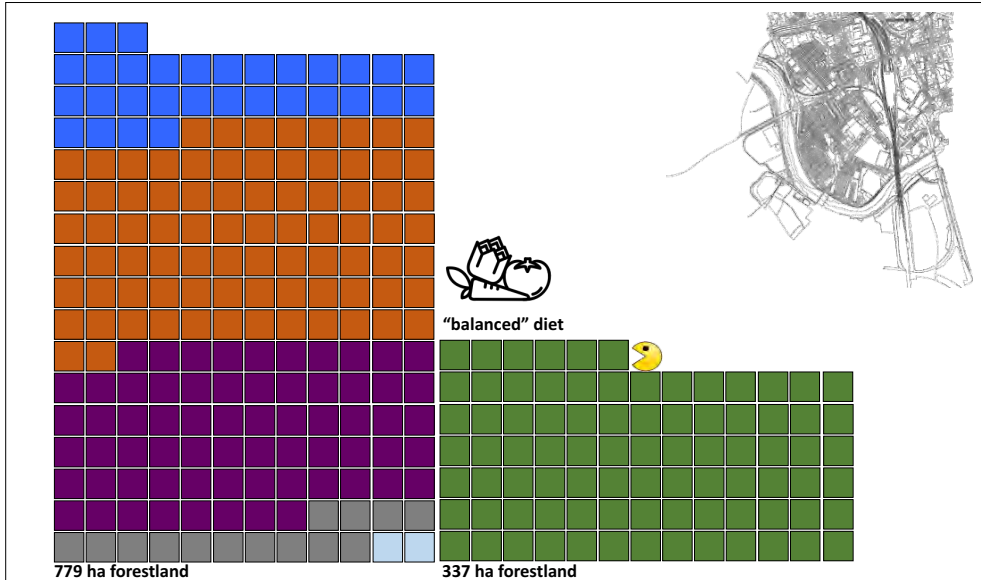 “balanced” diet
779 ha forestland
337 ha forestland